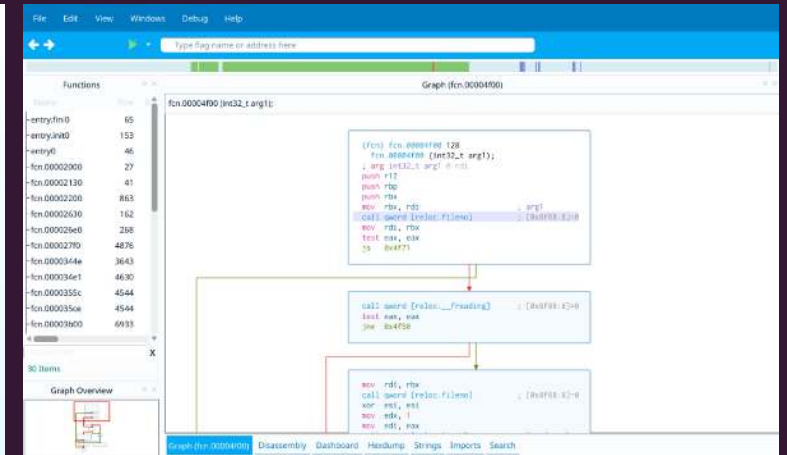 File Edit View Windows Debug Help
Type flag name or address here
Functions
Graph (fcn.00004f00)
Name Size
fcn.00004f00 (int32_t arg1);
entry.fini0 65
entry.init0 153
entry0 46
fcn.00002000 27
fcn.00002130 41
fcn.00002200 863
fcn.00002630 162
fcn.000026e0 268
fcn.000027f0 4876
fcn.0000344e 3643
fcn.000034e1 4630
fcn.0000355c 4544
fcn.000035ce 4544
fcn.00003b00 6933
X
30 Items
Graph Overview
(fcn) fcn.00004f00 128
fcn.00004f00 (int32_t arg1);
; arg int32_t arg1 @ rdi
push r12
push rbp
push rbx
mov rbx, rdi ; arg1
call qword [reloc.fileno]
mov rdi, rbx
test eax, eax
js 0x4f71
call qword [reloc.__freading]
test eax, eax
jne 0x4f58
mov rdi, rbx
call qword [reloc.fileno]
xor esi, esi
mov edx, 1
mov edi, eax
Graph (fcn.00004f00) Disassembly Dashboard Hexdump Strings Imports Search